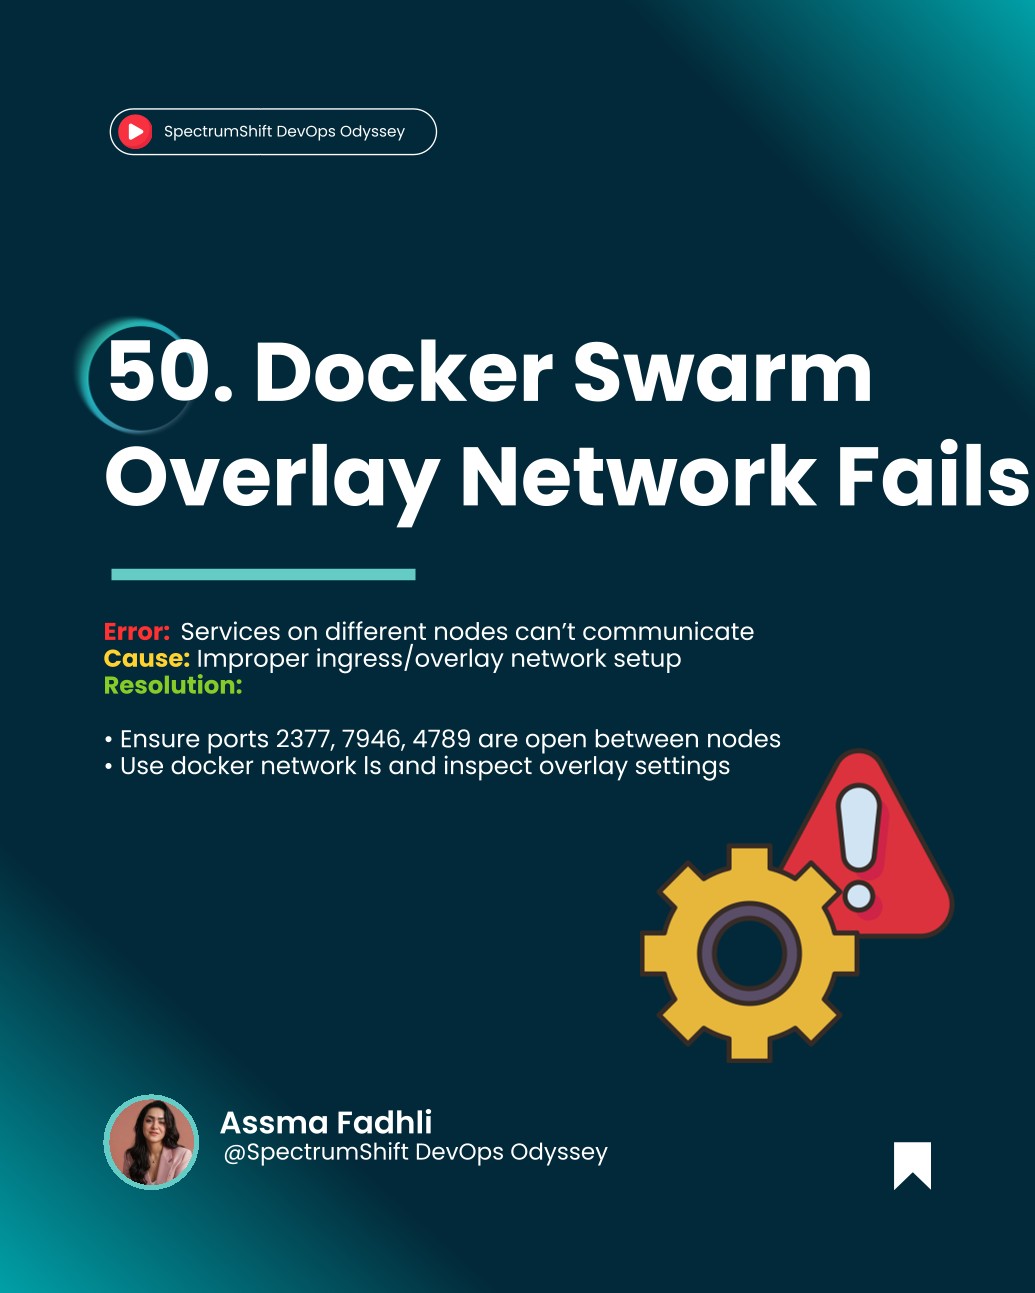 SpectrumShift DevOps Odyssey
50. Docker Swarm
Overlay Network Fails
Error: Services on different nodes can’t communicate
Cause: Improper ingress/overlay network setup
Resolution:
• Ensure ports 2377, 7946, 4789 are open between nodes
• Use docker network ls and inspect overlay settings
Assma Fadhli
@SpectrumShift DevOps Odyssey